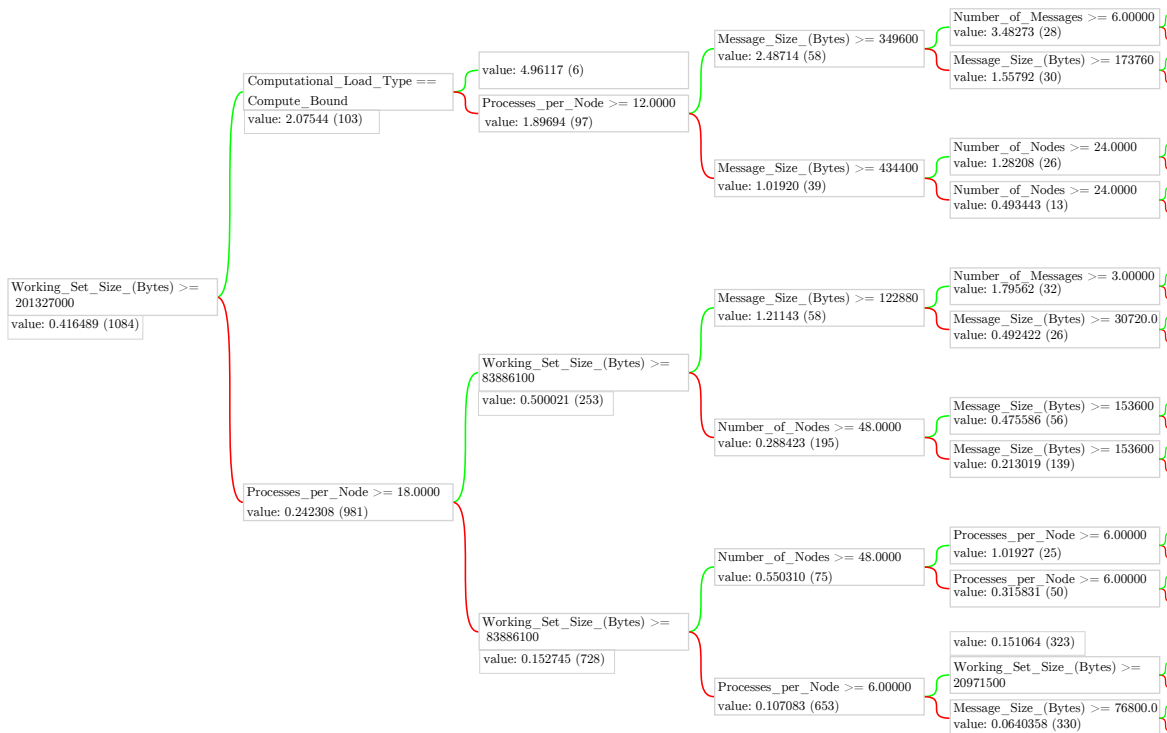 Working_Set_Size_(Bytes) >=
201327000
value: 0.416489 (1084)
Computational_Load_Type ==
Compute_Bound
value: 2.07544 (103)
Processes_per_Node >= 18.0000
value: 0.242308 (981)
value: 4.96117 (6)
Processes_per_Node >= 12.0000
value: 1.89694 (97)
Working_Set_Size_(Bytes) >=
83886100
value: 0.500021 (253)
Working_Set_Size_(Bytes) >=
83886100
value: 0.152745 (728)
Message_Size_(Bytes) >= 349600
value: 2.48714 (58)
Message_Size_(Bytes) >= 434400
value: 1.01920 (39)
Message_Size_(Bytes) >= 122880
value: 1.21143 (58)
Number_of_Nodes >= 48.0000
value: 0.288423 (195)
Number_of_Nodes >= 48.0000
value: 0.550310 (75)
Processes_per_Node >= 6.00000
value: 0.107083 (653)
Number_of_Messages >= 6.00000
value: 3.48273 (28)
Message_Size_(Bytes) >= 173760
value: 1.55792 (30)
Number_of_Nodes >= 24.0000
value: 1.28208 (26)
Number_of_Nodes >= 24.0000
value: 0.493443 (13)
Number_of_Messages >= 3.00000
value: 1.79562 (32)
Message_Size_(Bytes) >= 30720.0
value: 0.492422 (26)
Message_Size_(Bytes) >= 153600
value: 0.475586 (56)
Message_Size_(Bytes) >= 153600
value: 0.213019 (139)
Processes_per_Node >= 6.00000
value: 1.01927 (25)
Processes_per_Node >= 6.00000
value: 0.315831 (50)
value: 0.151064 (323)
Working_Set_Size_(Bytes) >=
20971500
Message_Size_(Bytes) >= 76800.0
value: 0.0640358 (330)